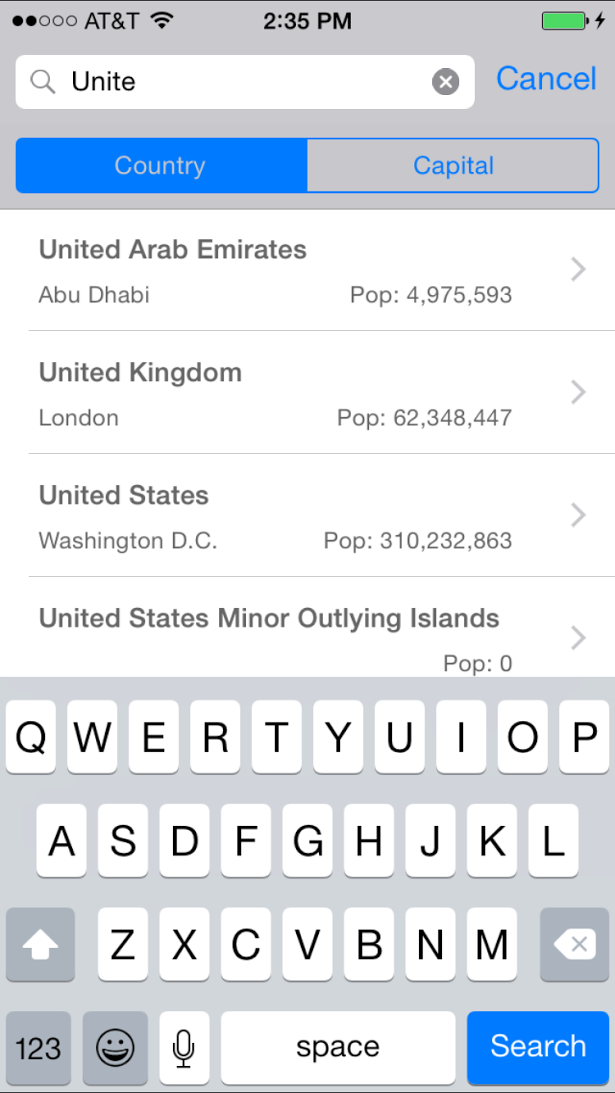 AT&T 2:35 PM
Unite Cancel
Country Capital
United Arab Emirates
Abu Dhabi Pop: 4,975,593
United Kingdom
London Pop: 62,348,447
United States
Washington D.C. Pop: 310,232,863
United States Minor Outlying Islands
Pop: 0
Q W E R T Y U I O P
A S D F G H J K L
Z X C V B N M
123 space Search